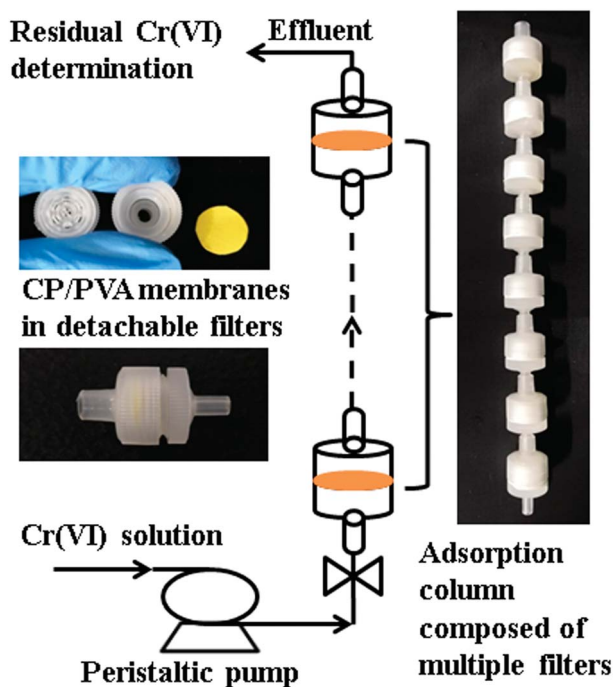 Residual Cr(VI)
determination
Effluent
CP/PVA membranes
in detachable filters
Cr(VI) solution
Peristaltic pump
Adsorption
column
composed of
multiple filters